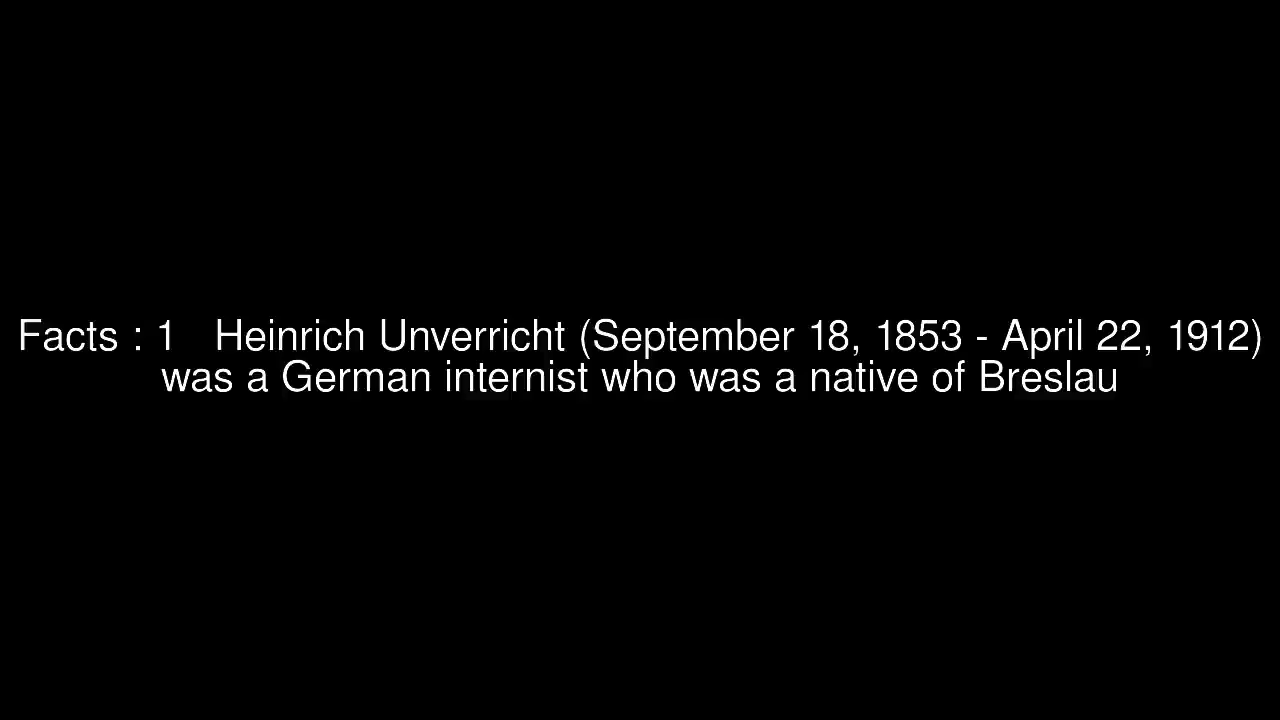 Facts : 1   Heinrich Unverricht (September 18, 1853 - April 22, 1912)
was a German internist who was a native of Breslau